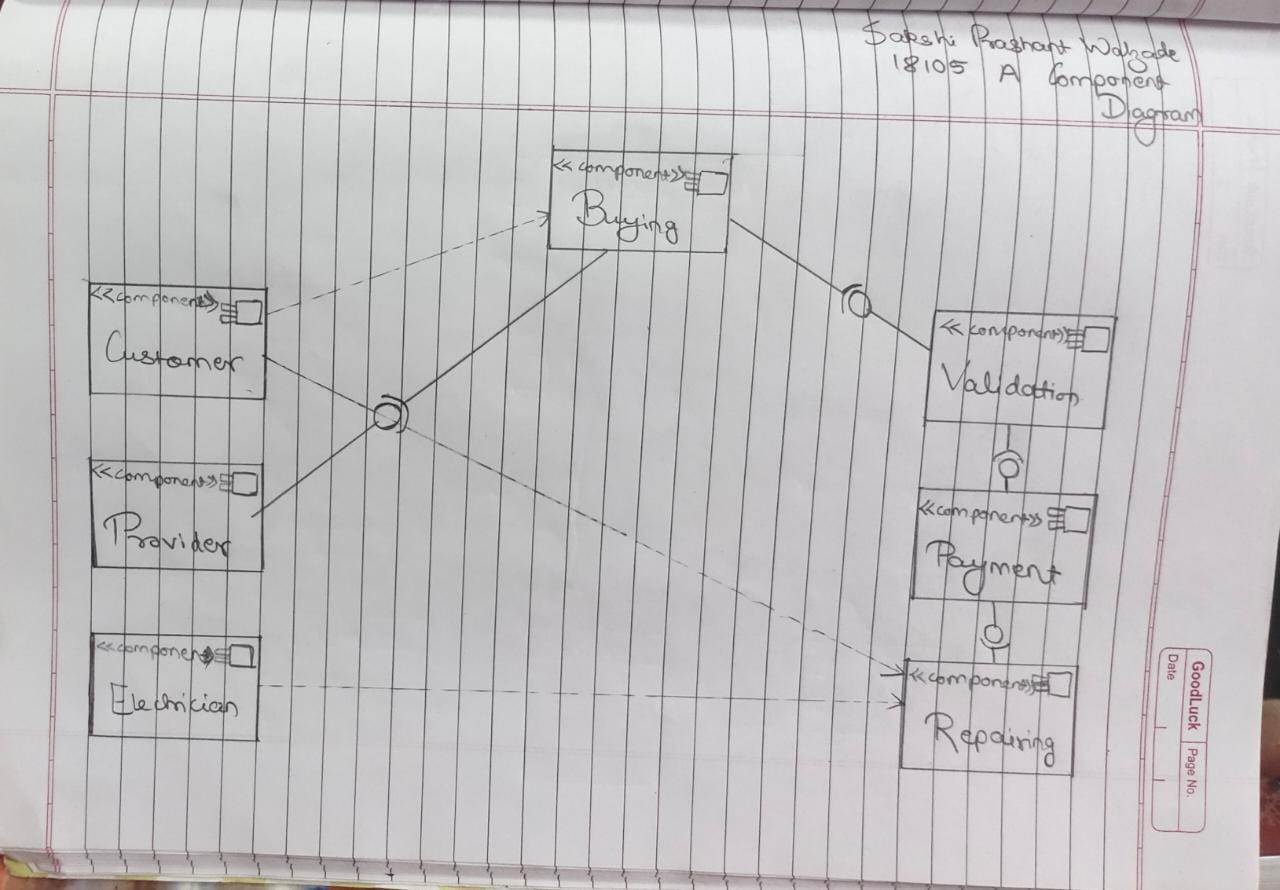 Sakshi Prashant Walzade
18105 A Component
Diagram
<<component>>
Buying
<<component>>
Customer
<<component>>
Validation
<<component>>
Provider
<<component>>
Payment
<<component>>
Electrician
<<component>>
Repairing
GoodLuck Page No.
Date